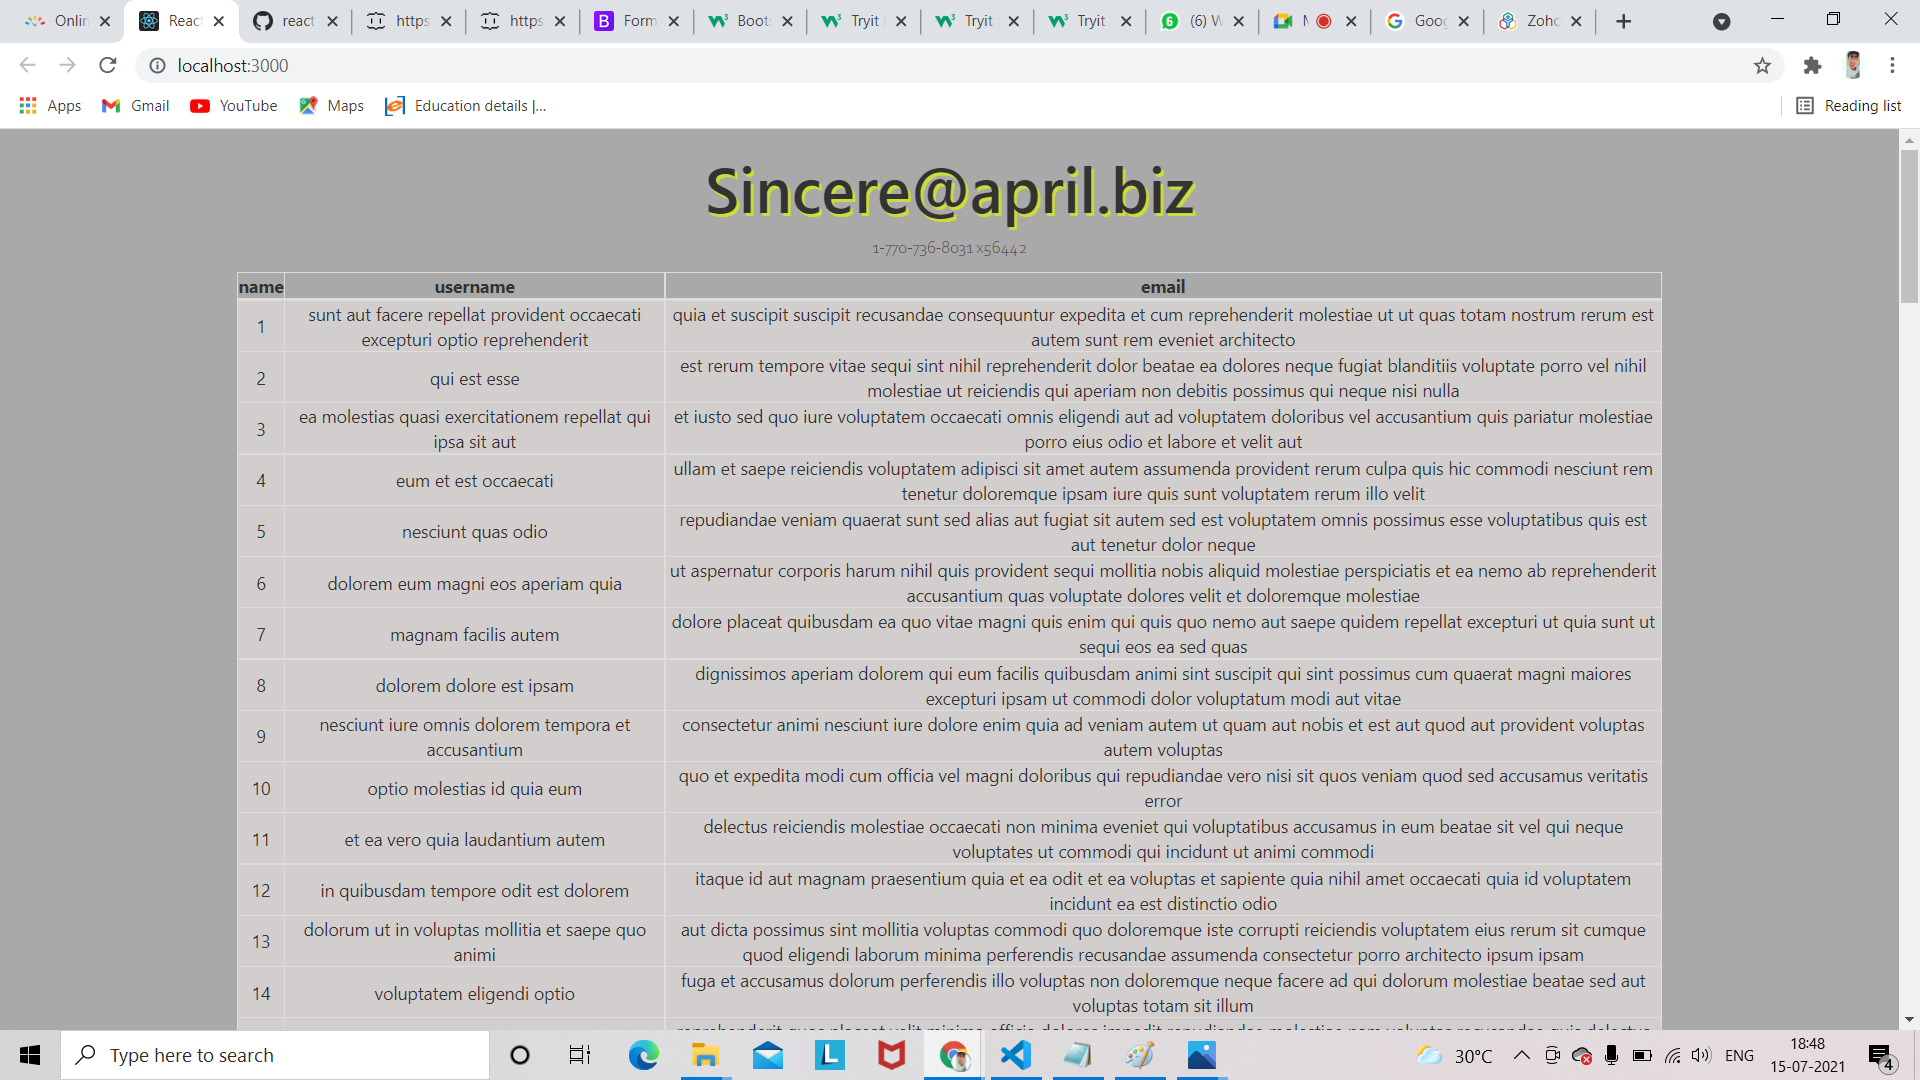 Onlin
React
react
https
https
Form
Boots
Tryit
Tryit
Tryit
(6) W
Goog
Zoho
localhost:3000
Apps
Gmail
YouTube
Maps
Education details |...
Reading list
Sincere@april.biz
1-770-736-8031 x56442
name username email
1 sunt aut facere repellat provident occaecati quia et suscipit suscipit recusandae consequuntur expedita et cum reprehenderit molestiae ut ut quas totam nostrum rerum est
excepturi optio reprehenderit autem sunt rem eveniet architecto
2 qui est esse est rerum tempore vitae sequi sint nihil reprehenderit dolor beatae ea dolores neque fugiat blanditiis voluptate porro vel nihil
molestiae ut reiciendis qui aperiam non debitis possimus qui neque nisi nulla
3 ea molestias quasi exercitationem repellat qui et iusto sed quo iure voluptatem occaecati omnis eligendi aut ad voluptatem doloribus vel accusantium quis pariatur molestiae
ipsa sit aut porro eius odio et labore et velit aut
4 eum et est occaecati ullam et saepe reiciendis voluptatem adipisci sit amet autem assumenda provident rerum culpa quis hic commodi nesciunt rem
tenetur doloremque ipsam iure quis sunt voluptatem rerum illo velit
5 nesciunt quas odio repudiandae veniam quaerat sunt sed alias aut fugiat sit autem sed est voluptatem omnis possimus esse voluptatibus quis est
aut tenetur dolor neque
6 dolorem eum magni eos aperiam quia ut aspernatur corporis harum nihil quis provident sequi mollitia nobis aliquid molestiae perspiciatis et ea nemo ab reprehenderit
accusantium quas voluptate dolores velit et doloremque molestiae
7 magnam facilis autem dolore placeat quibusdam ea quo vitae magni quis enim qui quis quo nemo aut saepe quidem repellat excepturi ut quia sunt ut
sequi eos ea sed quas
8 dolorem dolore est ipsam dignissimos aperiam dolorem qui eum facilis quibusdam animi sint suscipit qui sint possimus cum quaerat magni maiores
excepturi ipsam ut commodi dolor voluptatum modi aut vitae
9 nesciunt iure omnis dolorem tempora et consectetur animi nesciunt iure dolore enim quia ad veniam autem ut quam aut nobis et est aut quod aut provident voluptas
accusantium autem voluptas
10 optio molestias id quia eum quo et expedita modi cum officia vel magni doloribus qui repudiandae vero nisi sit quos veniam quod sed accusamus veritatis
error
11 et ea vero quia laudantium autem delectus reiciendis molestiae occaecati non minima eveniet qui voluptatibus accusamus in eum beatae sit vel qui neque
voluptates ut commodi qui incidunt ut animi commodi
12 in quibusdam tempore odit est dolorem itaque id aut magnam praesentium quia et ea odit et ea voluptas et sapiente quia nihil amet occaecati quia id voluptatem
incidunt ea est distinctio odio
13 dolorum ut in voluptas mollitia et saepe quo aut dicta possimus sint mollitia voluptas commodi quo doloremque iste corrupti reiciendis voluptatem eius rerum sit cumque
animi quod eligendi laborum minima perferendis recusandae assumenda consectetur porro architecto ipsum ipsam
14 voluptatem eligendi optio fuga et accusamus dolorum perferendis illo voluptas non doloremque neque facere ad qui dolorum molestiae beatae sed aut
voluptas totam sit illum
Type here to search
30°C
ENG
18:48
15-07-2021
4